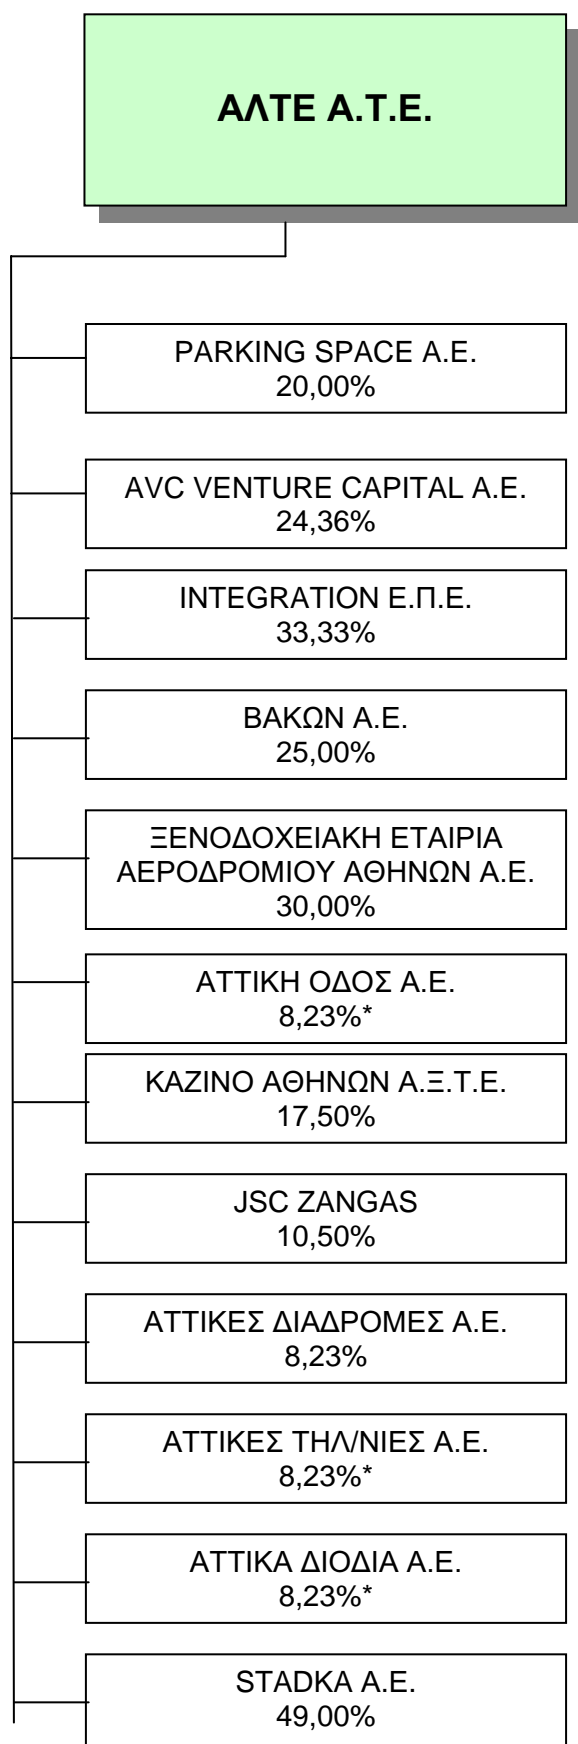 ΑΛΤΕ Α.Τ.Ε.
PARKING SPACE Α.Ε.
20,00%
AVC VENTURE CAPITAL Α.Ε.
24,36%
INTEGRATION Ε.Π.Ε.
33,33%
ΒΑΚΩΝ Α.Ε.
25,00%
ΞΕΝΟΔΟΧΕΙΑΚΗ ΕΤΑΙΡΙΑ
ΑΕΡΟΔΡΟΜΙΟΥ ΑΘΗΝΩΝ Α.Ε.
30,00%
ΑΤΤΙΚΗ ΟΔΟΣ Α.Ε.
8,23%*
ΚΑΖΙΝΟ ΑΘΗΝΩΝ Α.Ξ.Τ.Ε.
17,50%
JSC ZANGAS
10,50%
ΑΤΤΙΚΕΣ ΔΙΑΔΡΟΜΕΣ Α.Ε.
8,23%
ΑΤΤΙΚΕΣ ΤΗΛ/ΝΙΕΣ Α.Ε.
8,23%*
ΑΤΤΙΚΑ ΔΙΟΔΙΑ Α.Ε.
8,23%*
STADKA Α.Ε.
49,00%